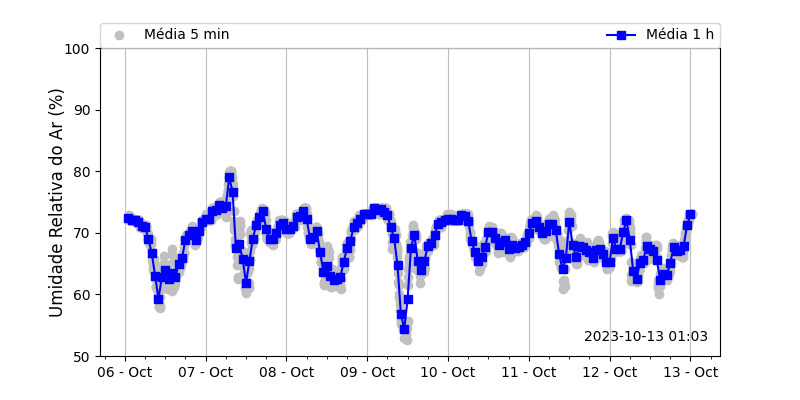 Média 5 min
Média 1 h
100
90
80
70
60
50
Umidade Relativa do Ar (%)
2023-10-13 01:03
06 - Oct
07 - Oct
08 - Oct
09 - Oct
10 - Oct
11 - Oct
12 - Oct
13 - Oct